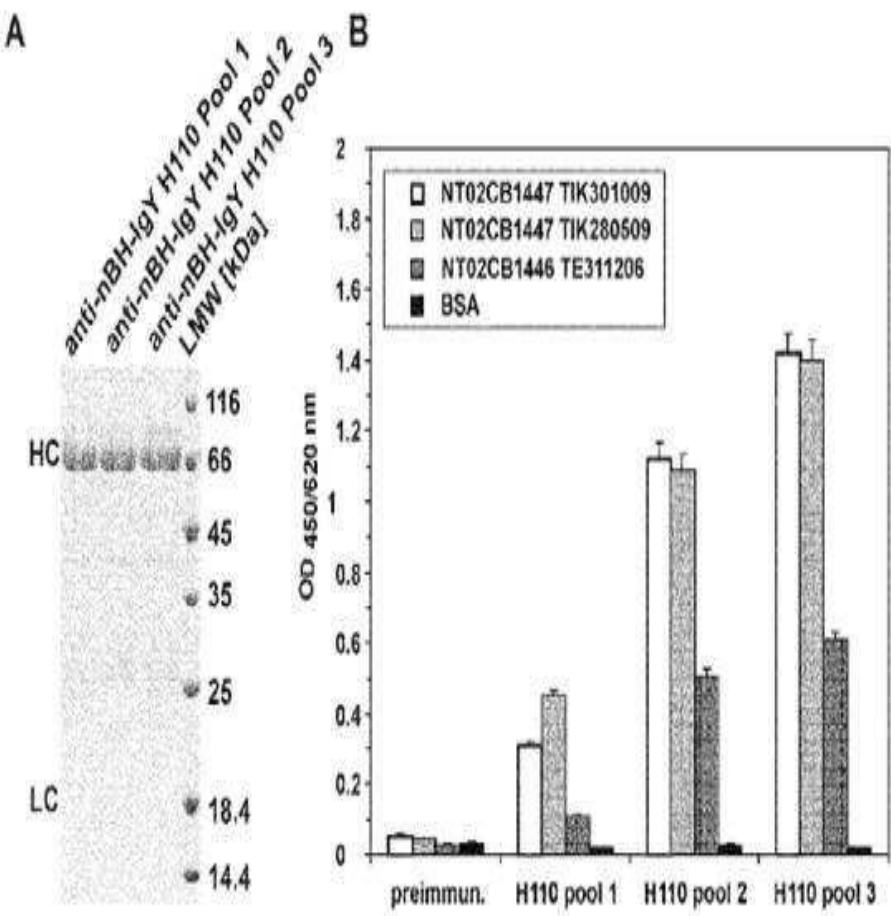 A
anti-nBH-IgY H110 Pool 1
anti-nBH-IgY H110 Pool 2
anti-nBH-IgY H110 Pool 3
LMW [kDa]
116
HC
66
45
35
25
LC
18.4
14.4
B
2
1.8
1.6
1.4
1.2
1
0.8
0.6
0.4
0.2
0
OD 450/620 nm
NT02CB1447 TIK301009
NT02CB1447 TIK280509
NT02CB1446 TE311206
BSA
preimmun.
H110 pool 1
H110 pool 2
H110 pool 3